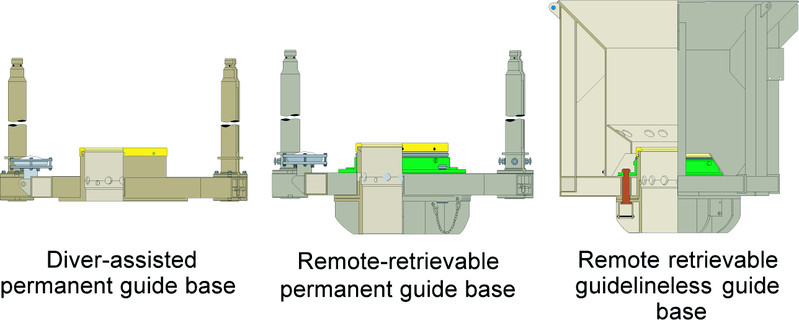 Diver-assisted
permanent guide base
Remote-retrievable
permanent guide base
Remote retrievable
guidelineless guide
base